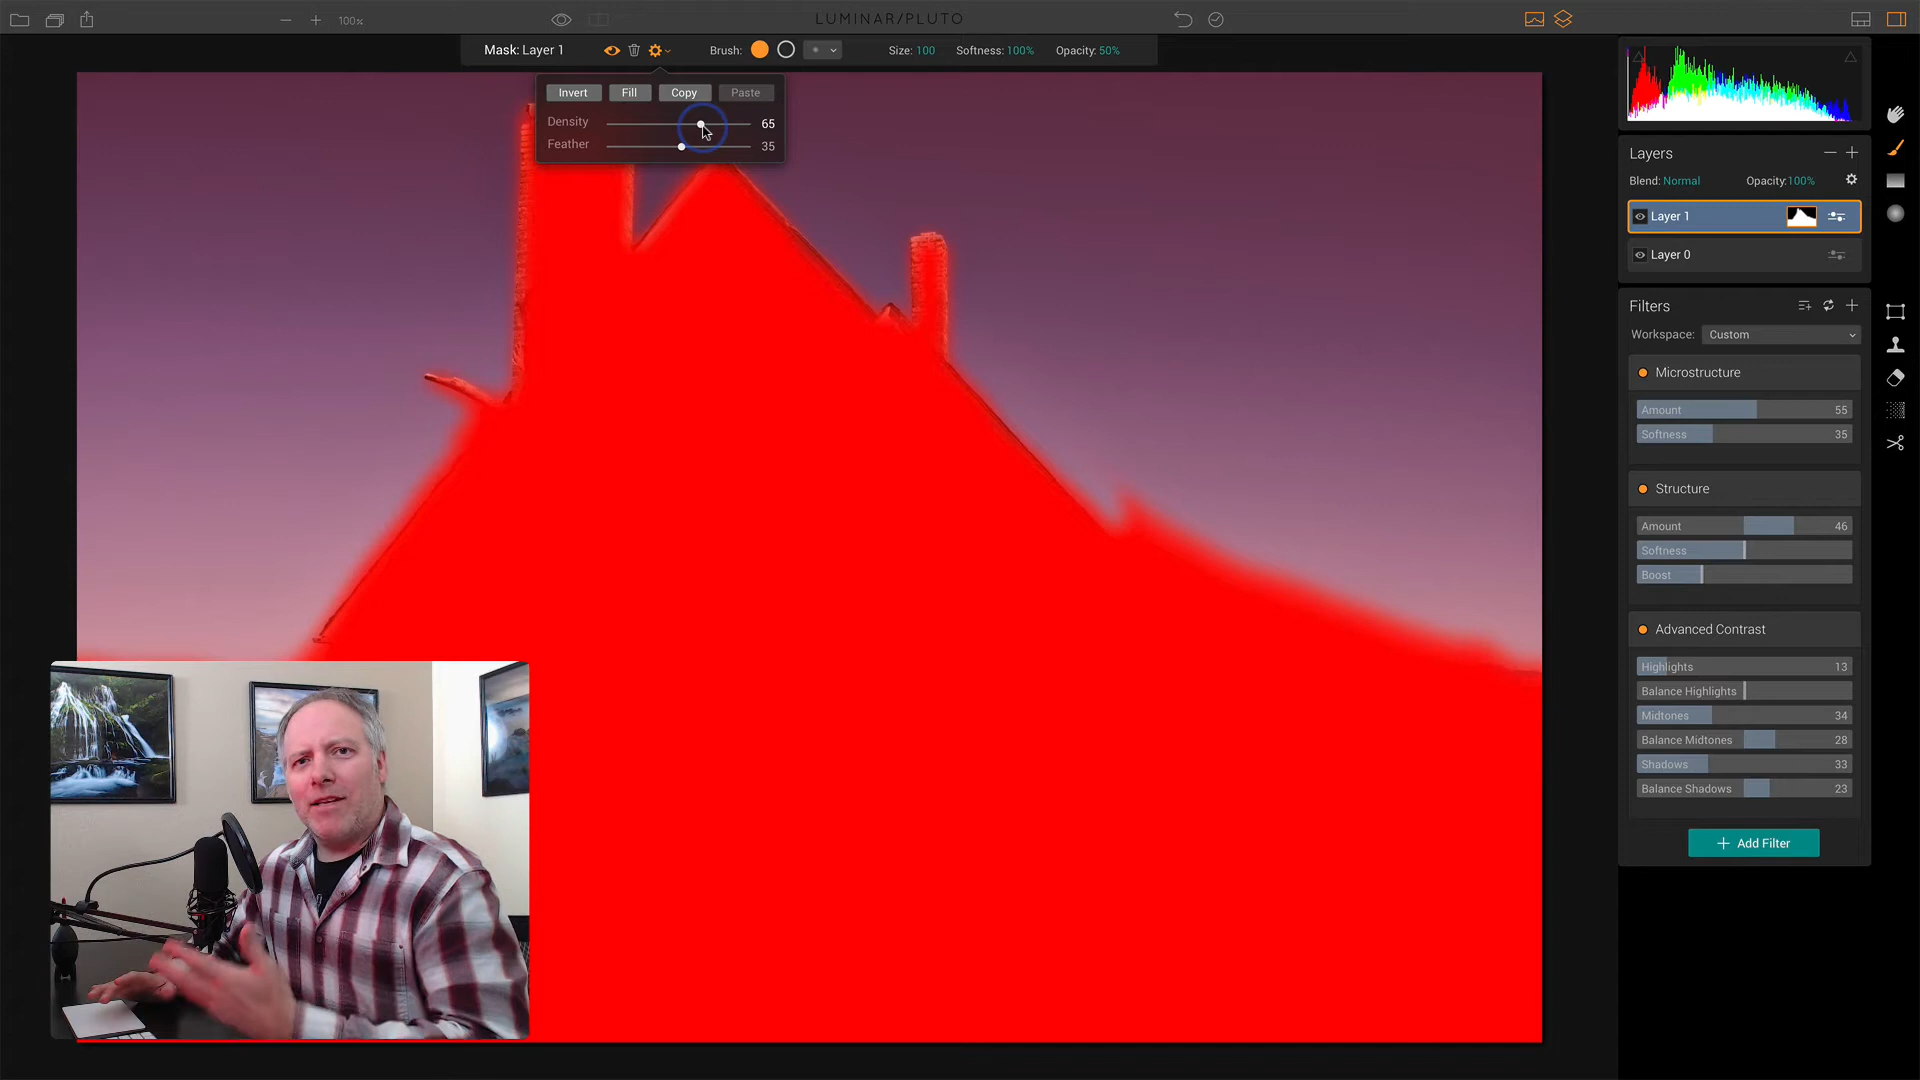 100%
LUMINAR/PLUTO
Mask: Layer 1
Brush:
Size: 100
Softness: 100%
Opacity: 50%
Invert
Fill
Copy
Paste
Density
65
Feather
35
Layers
Blend: Normal
Opacity:100%
Layer 1
Layer 0
Filters
Workspace:
Custom
Microstructure
Amount
55
Softness
35
Structure
Amount
46
Softness
Boost
Advanced Contrast
Highlights
13
Balance Highlights
Midtones
34
Balance Midtones
28
Shadows
33
Balance Shadows
23
Add Filter